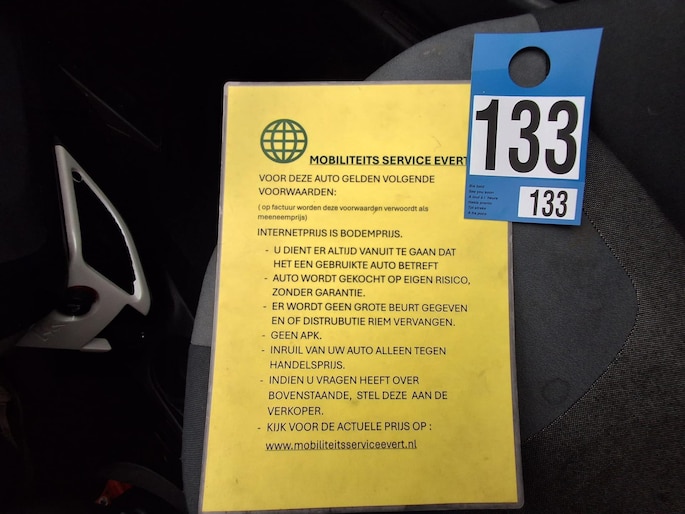 MOBILITEITS SERVICE EVERT
VOOR DEZE AUTO GELDEN VOLGENDE
VOORWAARDEN:
( op factuur worden deze voorwaarden verwoordt als
meeneemprijs)
INTERNETPRIJS IS BODEMPRIJS.
- U DIENT ER ALTIJD VANUIT TE GAAN DAT
HET EEN GEBRUIKTE AUTO BETREFT
- AUTO WORDT GEKOCHT OP EIGEN RISICO,
ZONDER GARANTIE.
- ER WORDT GEEN GROTE BEURT GEGEVEN
EN OF DISTRUBUTIE RIEM VERVANGEN.
- GEEN APK.
- INRUIL VAN UW AUTO ALLEEN TEGEN
HANDELSPRIJS.
- INDIEN U VRAGEN HEEFT OVER
BOVENSTAANDE, STEL DEZE AAN DE
VERKOPER.
- KIJK VOOR DE ACTUELE PRIJS OP :
www.mobiliteitsserviceevert.nl
133
133